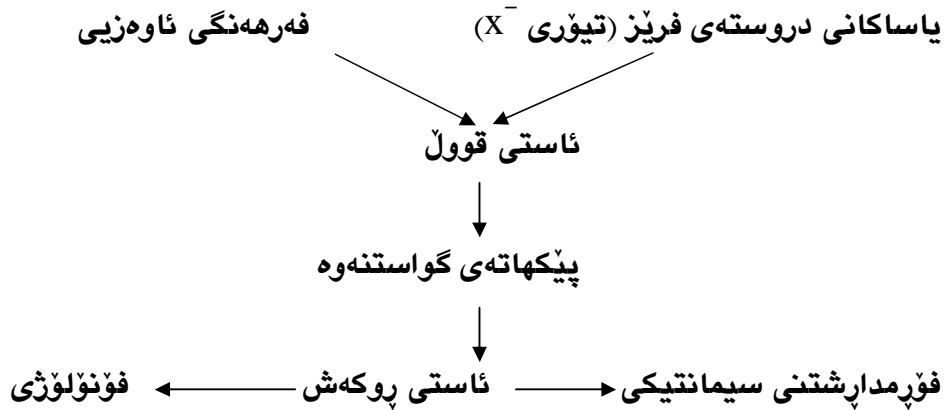 یاساکانی دروستەی فرێز (تیۆری X¯) فەرهەنگی ئاوەزیی
ئاستی قووڵ
پێکهاتەی گواستنەوە
فۆڕمداڕشتنی سیمانتیکی ئاستی ڕوکەش فۆنۆلۆژی